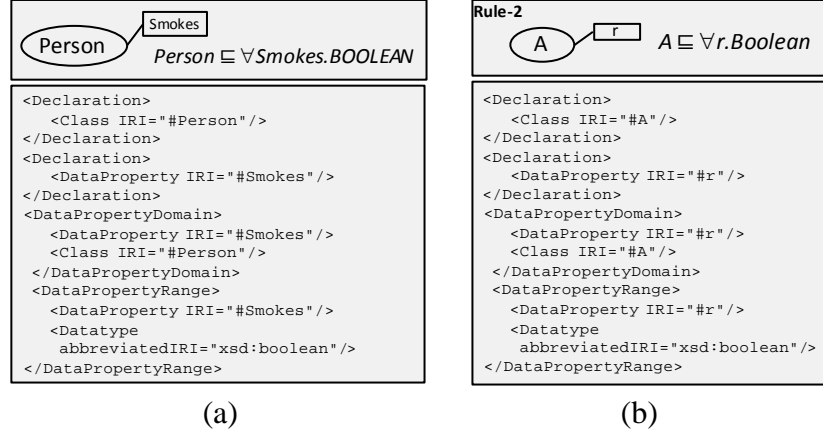 Person
Smokes
Person ⊑ ∀Smokes.BOOLEAN
<Declaration>
<Class IRI="#Person"/>
</Declaration>
<Declaration>
<DataProperty IRI="#Smokes"/>
</Declaration>
<DataPropertyDomain>
<DataProperty IRI="#Smokes"/>
<Class IRI="#Person"/>
</DataPropertyDomain>
<DataPropertyRange>
<DataProperty IRI="#Smokes"/>
<Datatype
abbreviatedIRI="xsd:boolean"/>
</DataPropertyRange>
(a)
Rule-2
A
r
A ⊑ ∀r.Boolean
<Declaration>
<Class IRI="#A"/>
</Declaration>
<Declaration>
<DataProperty IRI="#r"/>
</Declaration>
<DataPropertyDomain>
<DataProperty IRI="#r"/>
<Class IRI="#A"/>
</DataPropertyDomain>
<DataPropertyRange>
<DataProperty IRI="#r"/>
<Datatype
abbreviatedIRI="xsd:boolean"/>
</DataPropertyRange>
(b)